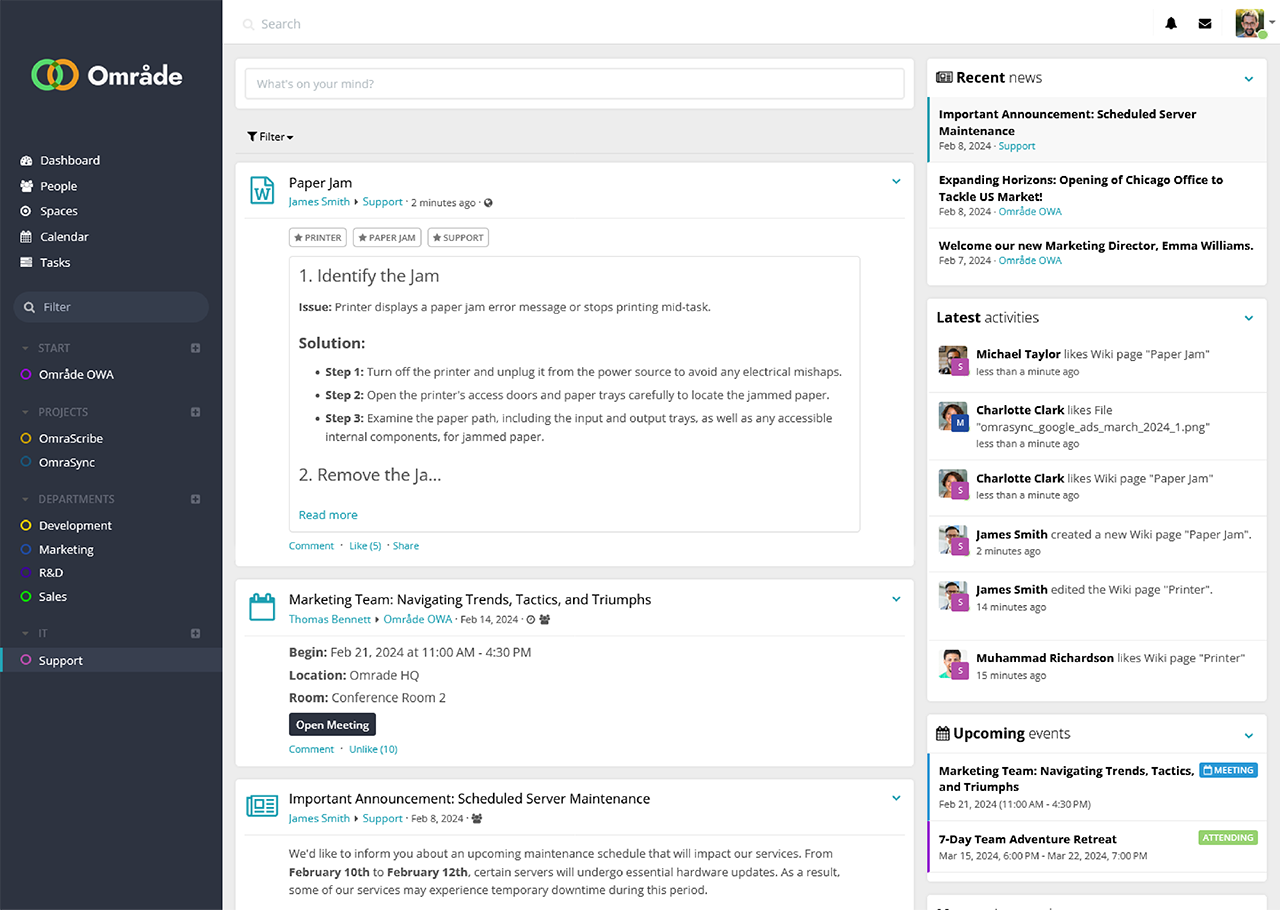 Område
Dashboard
People
Spaces
Calendar
Tasks
Filter
START
Område OWA
PROJECTS
OmraScribe
OmraSync
DEPARTMENTS
Development
Marketing
R&D
Sales
IT
Support
Search
What's on your mind?
Filter
Paper Jam
James Smith Support · 2 minutes ago ·
PRINTER PAPER JAM SUPPORT
1. Identify the Jam
Issue: Printer displays a paper jam error message or stops printing mid-task.
Solution:
• Step 1: Turn off the printer and unplug it from the power source to avoid any electrical mishaps.
• Step 2: Open the printer's access doors and paper trays carefully to locate the jammed paper.
• Step 3: Examine the paper path, including the input and output trays, as well as any accessible
internal components, for jammed paper.
2. Remove the Ja...
Read more
Comment · Like (5) · Share
Marketing Team: Navigating Trends, Tactics, and Triumphs
Thomas Bennett Område OWA · Feb 14, 2024 ·
Begin: Feb 21, 2024 at 11:00 AM - 4:30 PM
Location: Omrade HQ
Room: Conference Room 2
Open Meeting
Comment · Unlike (10)
Important Announcement: Scheduled Server Maintenance
James Smith Support · Feb 8, 2024 ·
We'd like to inform you about an upcoming maintenance schedule that will impact our services. From
February 10th to February 12th, certain servers will undergo essential hardware updates. As a result,
some of our services may experience temporary downtime during this period.
Recent news
Important Announcement: Scheduled Server
Maintenance
Feb 8, 2024 · Support
Expanding Horizons: Opening of Chicago Office to
Tackle US Market!
Feb 8, 2024 · Område OWA
Welcome our new Marketing Director, Emma Williams.
Feb 7, 2024 · Område OWA
Latest activities
Michael Taylor likes Wiki page "Paper Jam"
S
less than a minute ago
Charlotte Clark likes File
M
"omrasync_google_ads_march_2024_1.png"
less than a minute ago
Charlotte Clark likes Wiki page "Paper Jam"
S
less than a minute ago
James Smith created a new Wiki page "Paper Jam".
S
2 minutes ago
James Smith edited the Wiki page "Printer".
S
14 minutes ago
Muhammad Richardson likes Wiki page "Printer"
S
15 minutes ago
Upcoming events
Marketing Team: Navigating Trends, Tactics, MEETING
and Triumphs
Feb 21, 2024 (11:00 AM - 4:30 PM)
7-Day Team Adventure Retreat ATTENDING
Mar 15, 2024, 6:00 PM - Mar 22, 2024, 7:00 PM